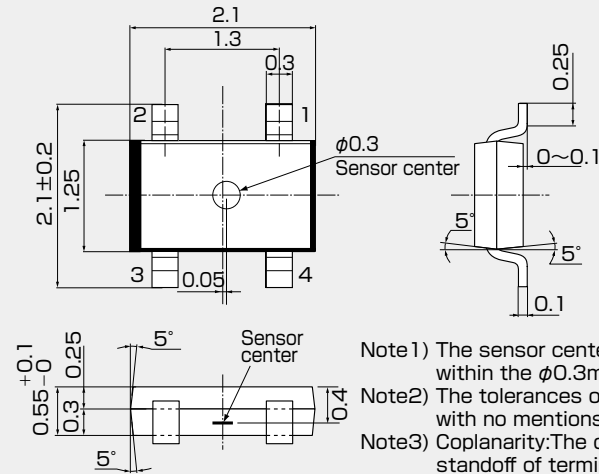 2.1
1.3
0.3
2
1
φ0.3
Sensor center
2.1±0.2
1.25
3
4
0.05
0.25
0~0.1
5°
5°
0.1
5°
Sensor
center
0.55 +0.1 -0
0.25
0.3
0.4
5°
Note1) The sensor cente
within the φ0.3m
Note2) The tolerances o
with no mentions
Note3) Coplanarity:The d
standoff of termi